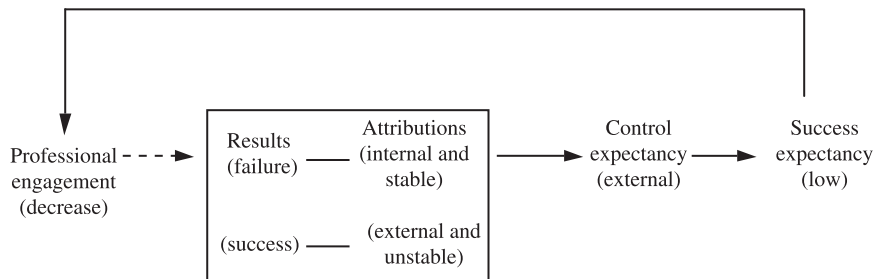 Professional
engagement
(decrease)
Results
(failure)
Attributions
(internal and
stable)
(success)
(external and
unstable)
Control
expectancy
(external)
Success
expectancy
(low)